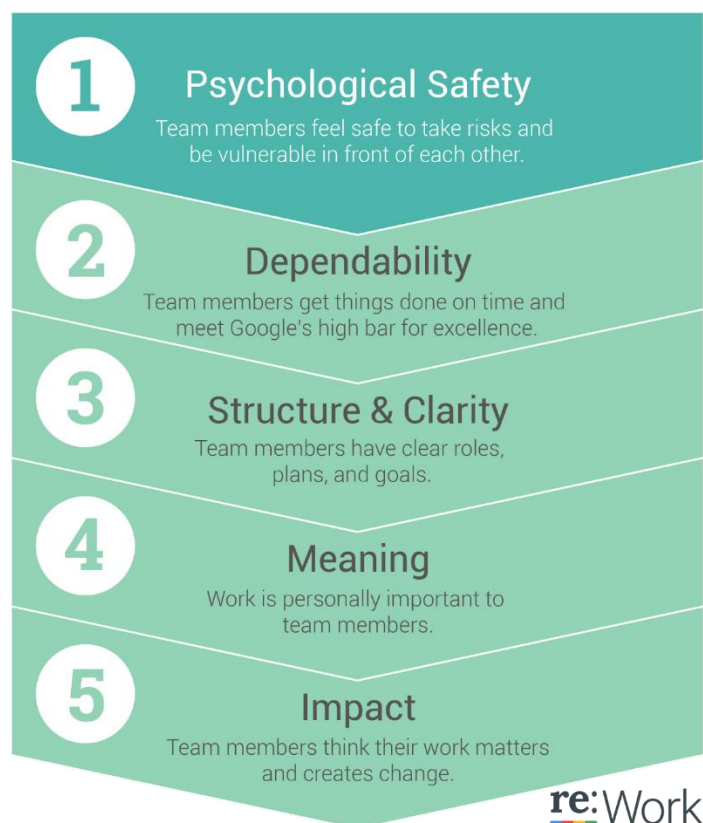 1
Psychological Safety
Team members feel safe to take risks and
be vulnerable in front of each other.
2
Dependability
Team members get things done on time and
meet Google's high bar for excellence.
3
Structure & Clarity
Team members have clear roles,
plans, and goals.
4
Meaning
Work is personally important to
team members.
5
Impact
Team members think their work matters
and creates change.
re:Work